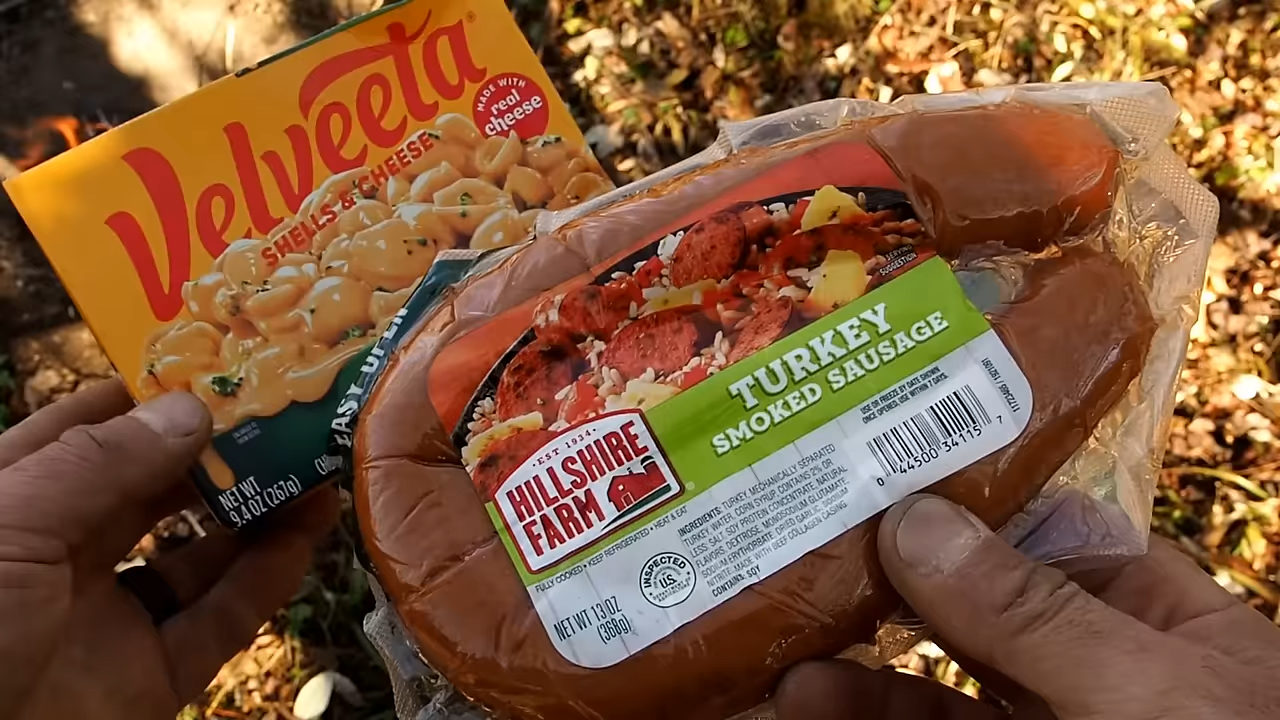 Velveeta®
MADE WITH
real
cheese
SHELLS & CHEESE
EASY OPEN
NET WT
9.4 OZ (267g)
SERVING
SUGGESTION
TURKEY
SMOKED SAUSAGE
• EST 1934 •
HILLSHIRE
FARM
®
FULLY COOKED • KEEP REFRIGERATED • HEAT & EAT
USE OR FREEZE BY DATE SHOWN.
ONCE OPENED, USE WITHIN 7 DAYS.
INGREDIENTS: TURKEY, MECHANICALLY SEPARATED
TURKEY, WATER, CORN SYRUP, CONTAINS 2% OR
LESS: SALT, SOY PROTEIN CONCENTRATE, NATURAL
FLAVORS, DEXTROSE, MONOSODIUM GLUTAMATE,
SODIUM ERYTHORBATE, DRIED GARLIC, SODIUM
NITRITE. MADE WITH BEEF COLLAGEN CASING.
CONTAINS: SOY
INSPECTED
U.S.
NET WT 13 OZ
(368g)
0 44500 34115 7